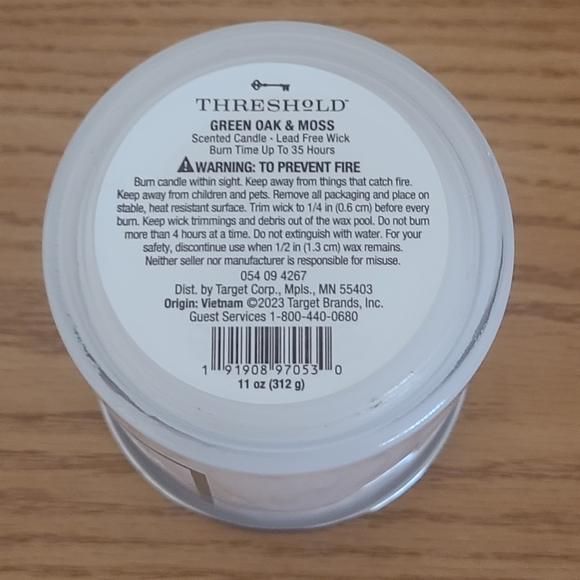 THRESHOLD™
GREEN OAK & MOSS
Scented Candle - Lead Free Wick
Burn Time Up To 35 Hours
⚠WARNING: TO PREVENT FIRE
Burn candle within sight. Keep away from things that catch fire.
Keep away from children and pets. Remove all packaging and place on
stable, heat resistant surface. Trim wick to 1/4 in (0.6 cm) before every
burn. Keep wick trimmings and debris out of the wax pool. Do not burn
more than 4 hours at a time. Do not extinguish with water. For your
safety, discontinue use when 1/2 in (1.3 cm) wax remains.
Neither seller nor manufacturer is responsible for misuse.
054 09 4267
Dist. by Target Corp., Mpls., MN 55403
Origin: Vietnam ©2023 Target Brands, Inc.
Guest Services 1-800-440-0680
1 91908 97053 0
11 oz (312 g)